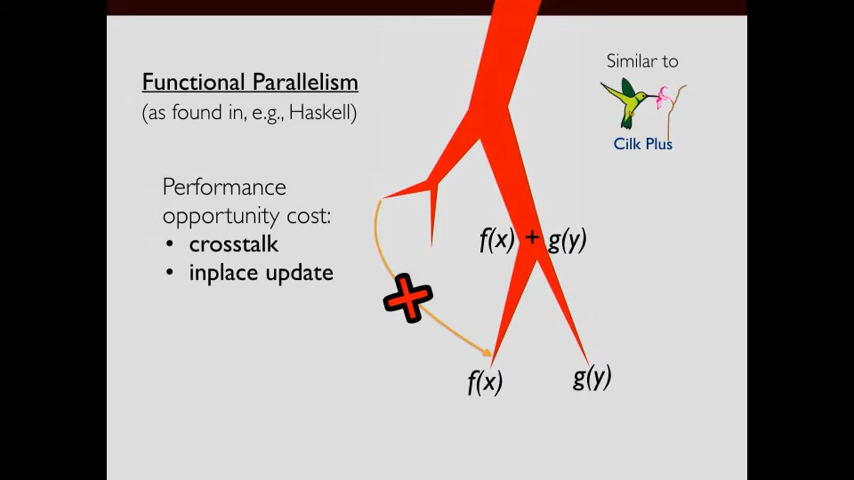 Functional Parallelism
(as found in, e.g., Haskell)
Similar to
Cilk Plus
Performance
opportunity cost:
• crosstalk
• inplace update
f(x) + g(y)
f(x)
g(y)